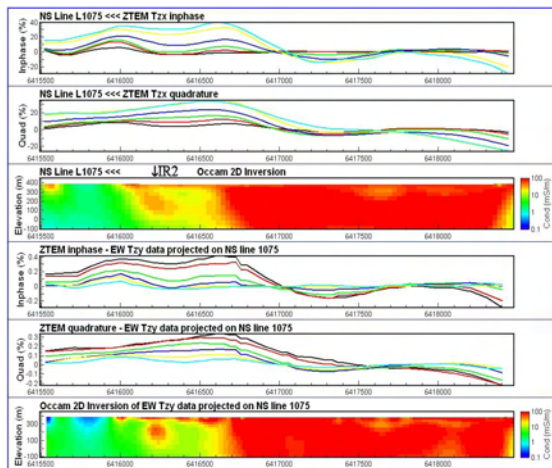 NS Line L1075 <<< ZTEM Tzx inphase
Inphase (%)
40
20
0
-20
6415500 6416000 6416500 6417000 6417500 6418000
NS Line L1075 <<< ZTEM Tzx quadrature
Quad (%)
20
0
-20
6415500 6416000 6416500 6417000 6417500 6418000
NS Line L1075 <<< ↓IR2 Occam 2D Inversion
Elevation (m)
400
300
200
100
0
-100
6415500 6416000 6416500 6417000 6417500 6418000
100
10
1
0.1
Cond (mS/m)
ZTEM inphase - EW Tzy data projected on NS line 1075
Inphase (%)
0.4
0.2
0
-0.2
6415500 6416000 6416500 6417000 6417500 6418000
ZTEM quadrature - EW Tzy data projected on NS line 1075
Quad (%)
0.3
0.2
0.1
0
-0.1
-0.2
6415500 6416000 6416500 6417000 6417500 6418000
Occam 2D Inversion of EW Tzy data projected on NS line 1075
Elevation (m)
300
100
-100
6415500 6416000 6416500 6417000 6417500 6418000
100
10
1
0.1
Cond (mS/m)